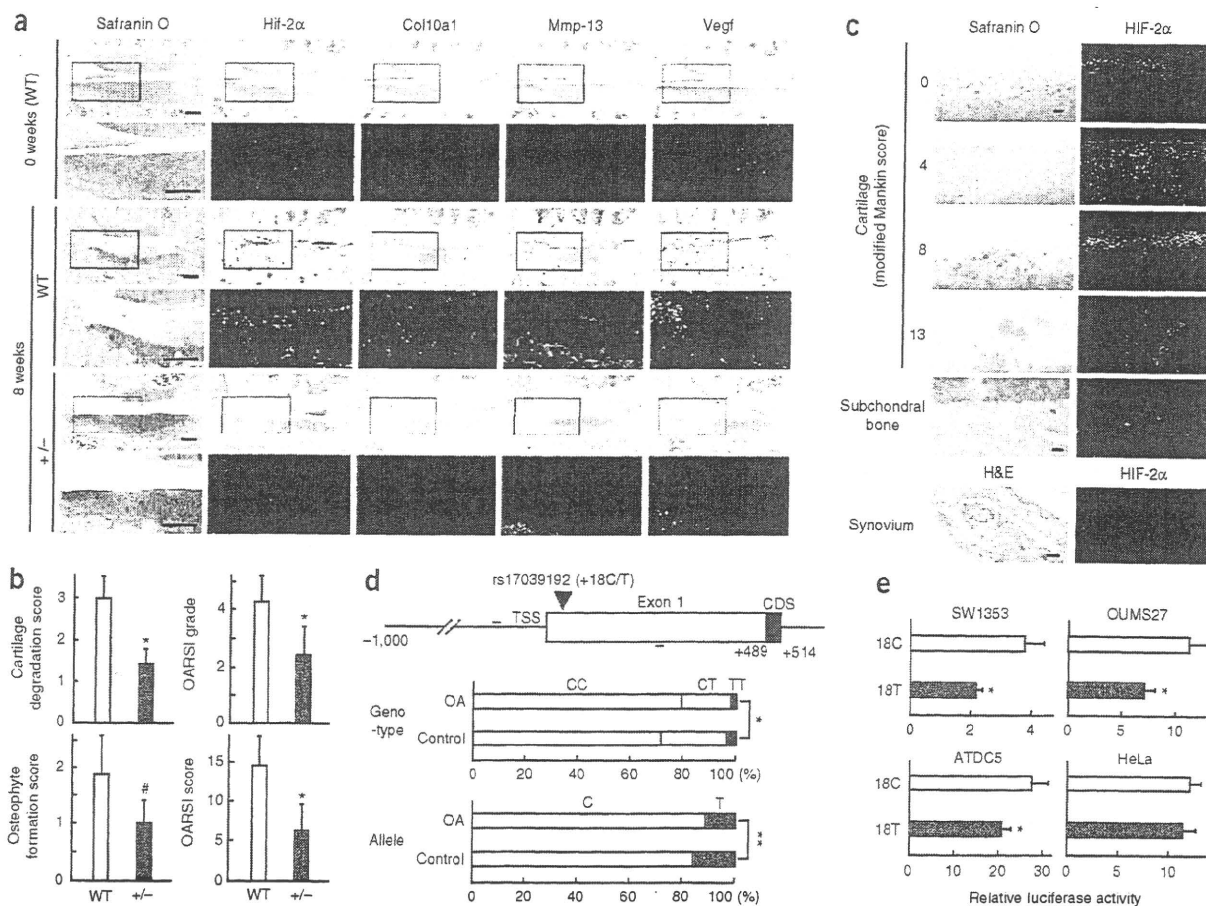 a
Safranin O Hif-2α Col10a1 Mmp-13 Vegf
0 weeks (WT)
8 weeks
WT
+/−
c
Safranin O HIF-2α
Cartilage
(modified Mankin score)
0
4
8
13
Subchondral
bone
H&E HIF-2α
Synovium
b
Cartilage
degradation score
3
2
1
0
*
OARSI grade
4
2
0
*
Osteophyte
formation score
2
1
0
#
WT +/−
OARSI score
15
10
5
0
*
WT +/−
d
rs17039192 (+18C/T)
TSS Exon 1 CDS
−1,000 +489 +514
CC CT TT
Geno
-type
OA
Control
*
0 20 40 60 80 100 (%)
C T
Allele
OA
Control
**
0 20 40 60 80 100 (%)
e
SW1353 OUMS27
18C
18T * *
0 2 4 0 5 10
ATDC5 HeLa
18C
18T *
0 10 20 30 0 5 10
Relative luciferase activity